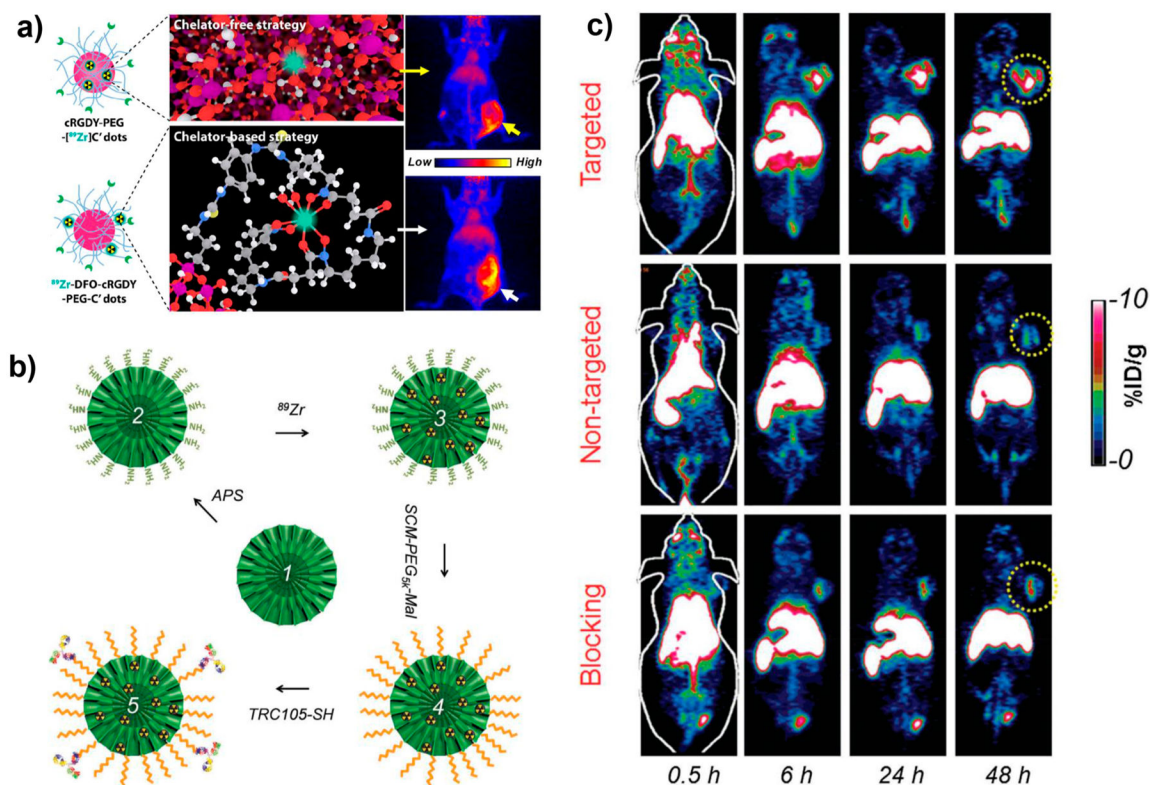 a)
Chelator-free strategy
cRGDY-PEG
-[⁸⁹Zr]C' dots
Chelator-based strategy
Low High
⁸⁹Zr-DFO-cRGDY
-PEG-C' dots
b)
NH₂
2
⁸⁹Zr
NH₂
3
APS
1
SCM-PEG₅ₖ-Mal
5
TRC105-SH
4
c)
Targeted
Non-targeted
Blocking
-10
%ID/g
-0
0.5 h 6 h 24 h 48 h